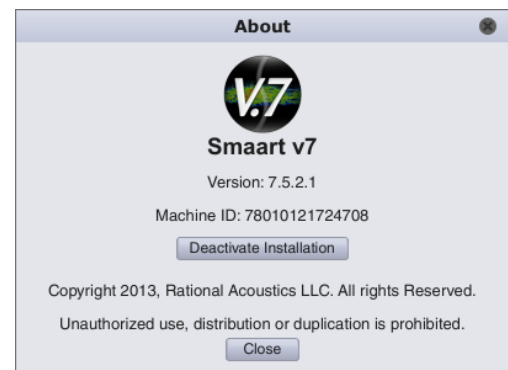 About
V.7
Smaart v7
Version: 7.5.2.1
Machine ID: 78010121724708
Deactivate Installation
Copyright 2013, Rational Acoustics LLC. All rights Reserved.
Unauthorized use, distribution or duplication is prohibited.
Close